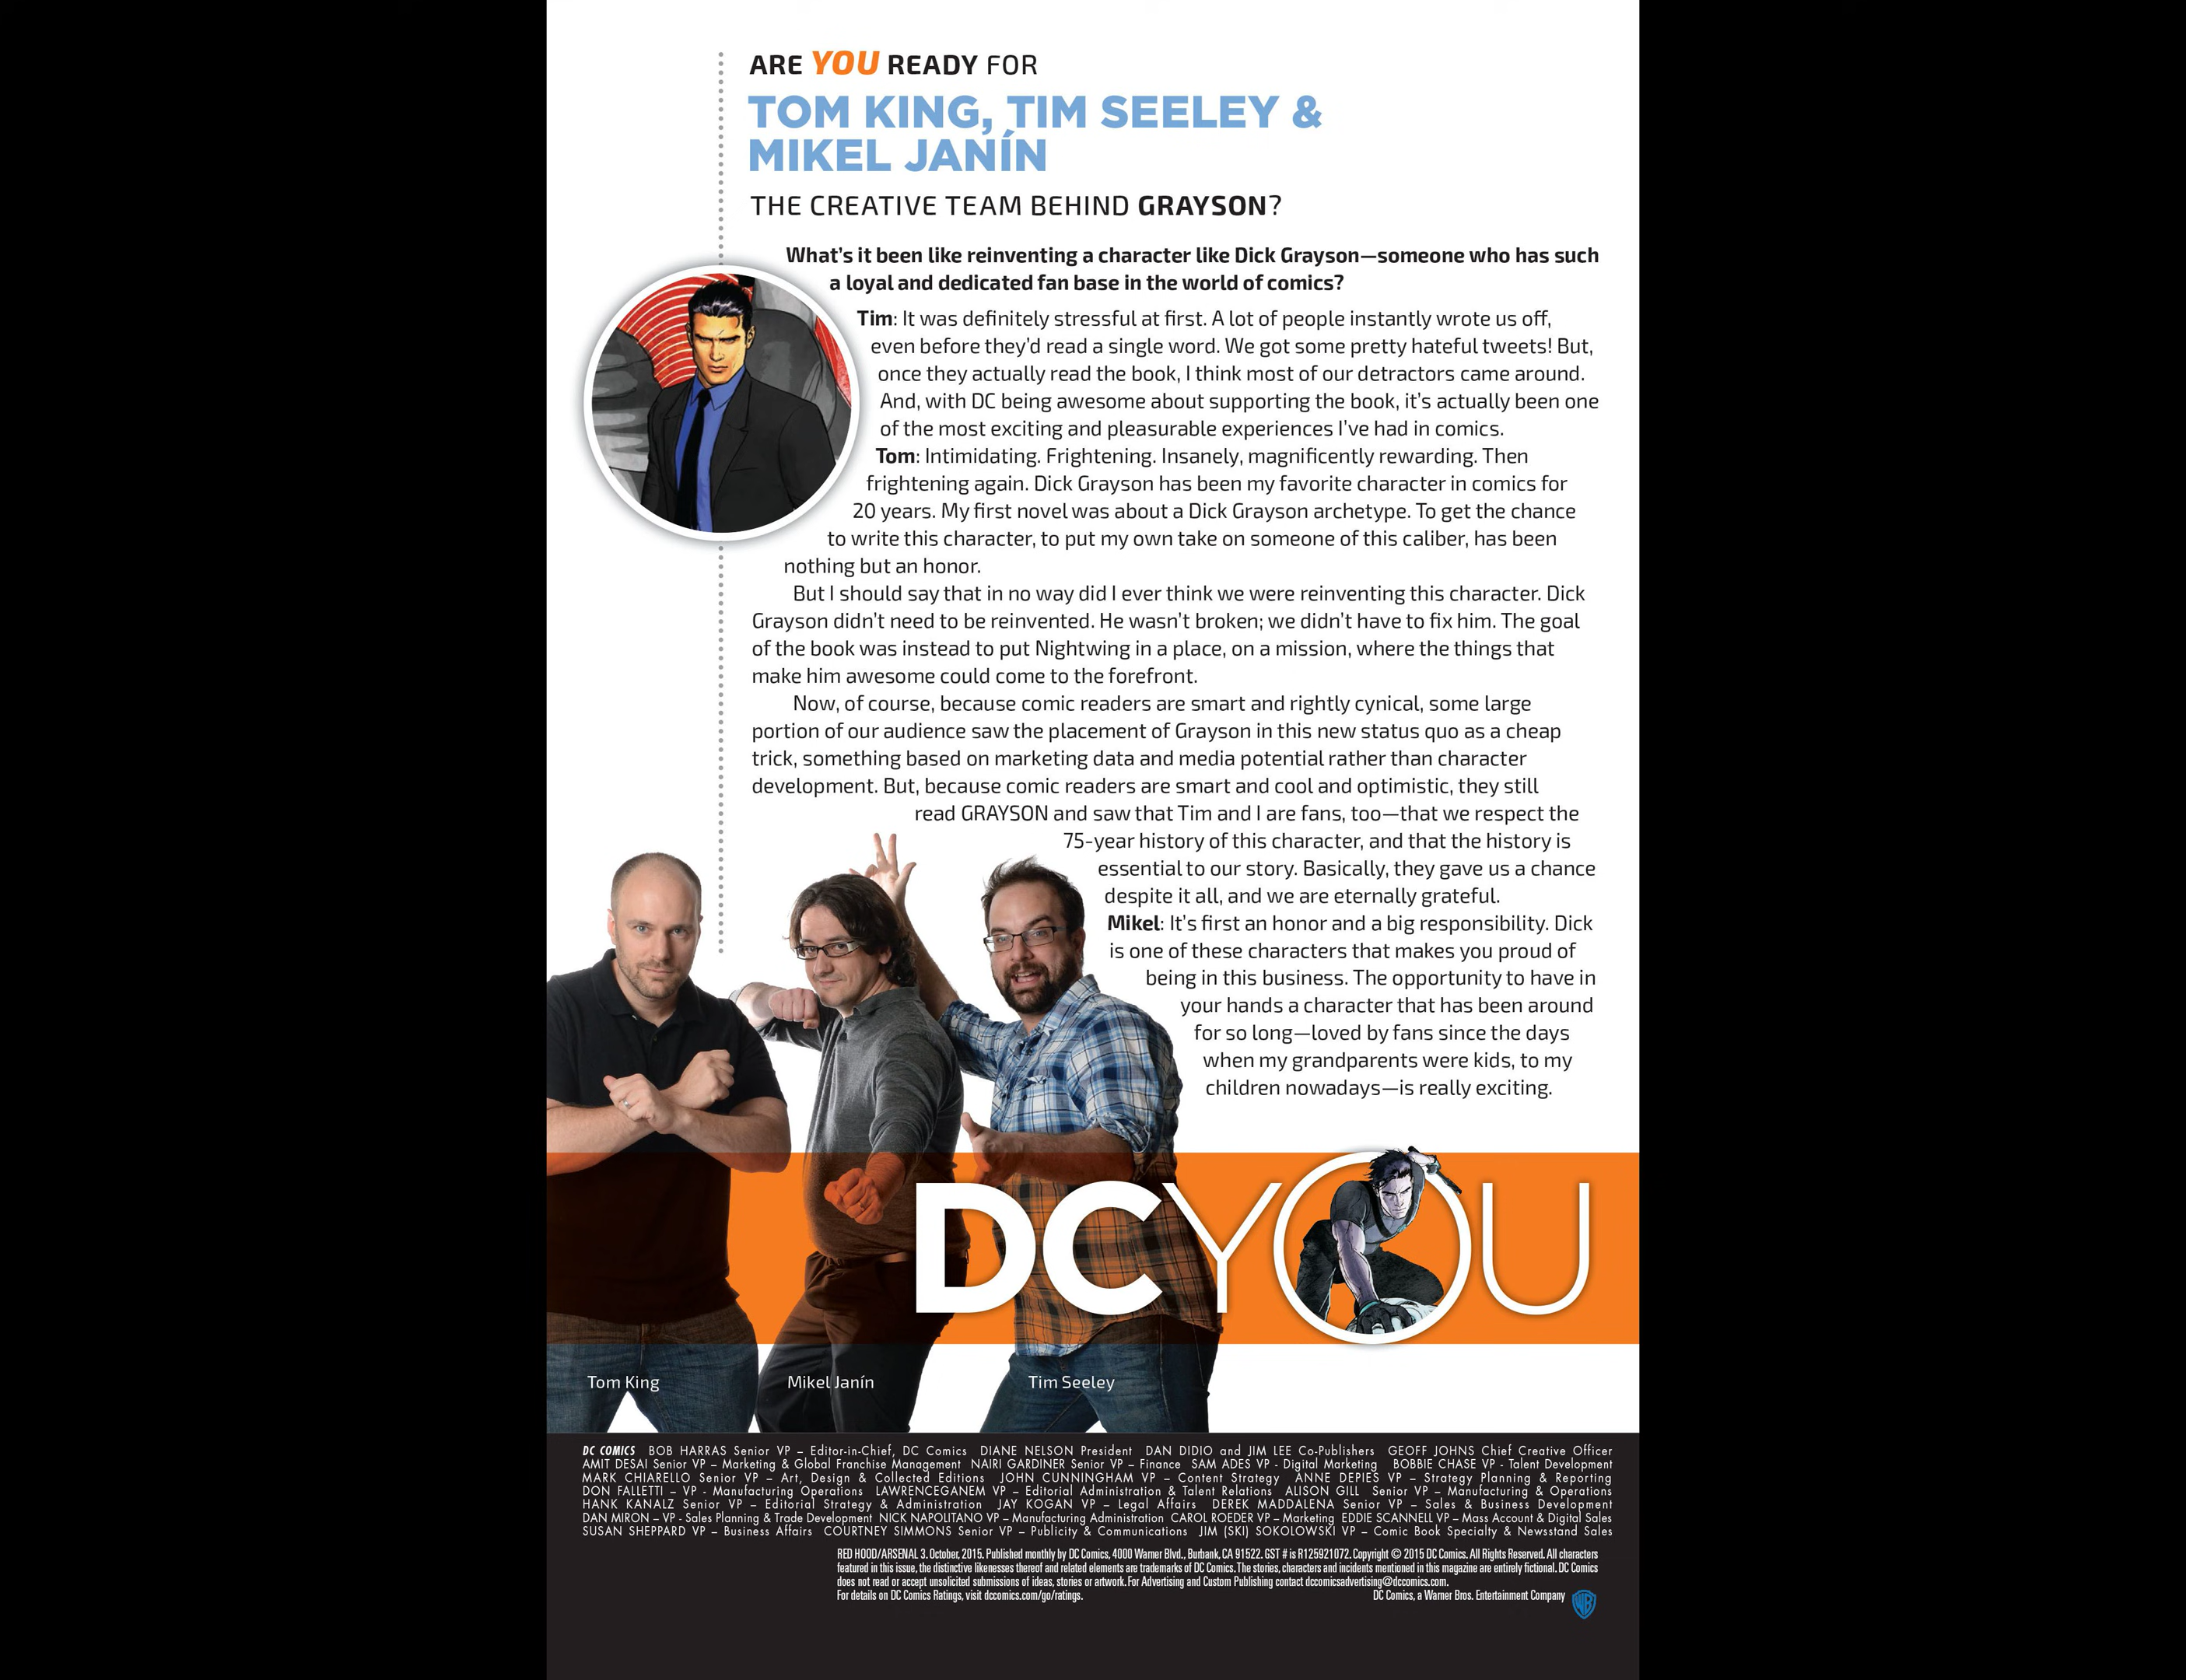 ARE YOU READY FOR
TOM KING, TIM SEELEY &
MIKEL JANÍN
THE CREATIVE TEAM BEHIND GRAYSON?
What's it been like reinventing a character like Dick Grayson—someone who has such
a loyal and dedicated fan base in the world of comics?
Tim: It was definitely stressful at first. A lot of people instantly wrote us off,
even before they'd read a single word. We got some pretty hateful tweets! But,
once they actually read the book, I think most of our detractors came around.
And, with DC being awesome about supporting the book, it's actually been one
of the most exciting and pleasurable experiences I've had in comics.
Tom: Intimidating. Frightening. Insanely, magnificently rewarding. Then
frightening again. Dick Grayson has been my favorite character in comics for
20 years. My first novel was about a Dick Grayson archetype. To get the chance
to write this character, to put my own take on someone of this caliber, has been
nothing but an honor.
But I should say that in no way did I ever think we were reinventing this character. Dick
Grayson didn't need to be reinvented. He wasn't broken; we didn't have to fix him. The goal
of the book was instead to put Nightwing in a place, on a mission, where the things that
make him awesome could come to the forefront.
Now, of course, because comic readers are smart and rightly cynical, some large
portion of our audience saw the placement of Grayson in this new status quo as a cheap
trick, something based on marketing data and media potential rather than character
development. But, because comic readers are smart and cool and optimistic, they still
read GRAYSON and saw that Tim and I are fans, too—that we respect the
75-year history of this character, and that the history is
essential to our story. Basically, they gave us a chance
despite it all, and we are eternally grateful.
Mikel: It's first an honor and a big responsibility. Dick
is one of these characters that makes you proud of
being in this business. The opportunity to have in
your hands a character that has been around
for so long—loved by fans since the days
when my grandparents were kids, to my
children nowadays—is really exciting.
DCYOU
Tom King
Mikel Janín
Tim Seeley
DC COMICS BOB HARRAS Senior VP – Editor-in-Chief, DC Comics DIANE NELSON President DAN DIDIO and JIM LEE Co-Publishers GEOFF JOHNS Chief Creative Officer
AMIT DESAI Senior VP – Marketing & Global Franchise Management NAIRI GARDINER Senior VP – Finance SAM ADES VP - Digital Marketing BOBBIE CHASE VP - Talent Development
MARK CHIARELLO Senior VP – Art, Design & Collected Editions JOHN CUNNINGHAM VP – Content Strategy ANNE DEPIES VP – Strategy Planning & Reporting
DON FALLETTI – VP - Manufacturing Operations LAWRENCEGANEM VP – Editorial Administration & Talent Relations ALISON GILL Senior VP – Manufacturing & Operations
HANK KANALZ Senior VP – Editorial Strategy & Administration JAY KOGAN VP – Legal Affairs DEREK MADDALENA Senior VP – Sales & Business Development
DAN MIRON – VP - Sales Planning & Trade Development NICK NAPOLITANO VP – Manufacturing Administration CAROL ROEDER VP – Marketing EDDIE SCANNELL VP – Mass Account & Digital Sales
SUSAN SHEPPARD VP – Business Affairs COURTNEY SIMMONS Senior VP – Publicity & Communications JIM (SKI) SOKOLOWSKI VP – Comic Book Specialty & Newsstand Sales
RED HOOD/ARSENAL 3. October, 2015. Published monthly by DC Comics, 4000 Warner Blvd., Burbank, CA 91522. GST # is R125921072. Copyright © 2015 DC Comics. All Rights Reserved. All characters
featured in this issue, the distinctive likenesses thereof and related elements are trademarks of DC Comics. The stories, characters and incidents mentioned in this magazine are entirely fictional. DC Comics
does not read or accept unsolicited submissions of ideas, stories or artwork. For Advertising and Custom Publishing contact dccomicsadvertising@dccomics.com.
For details on DC Comics Ratings, visit dccomics.com/go/ratings.
DC Comics, a Warner Bros. Entertainment Company
WB